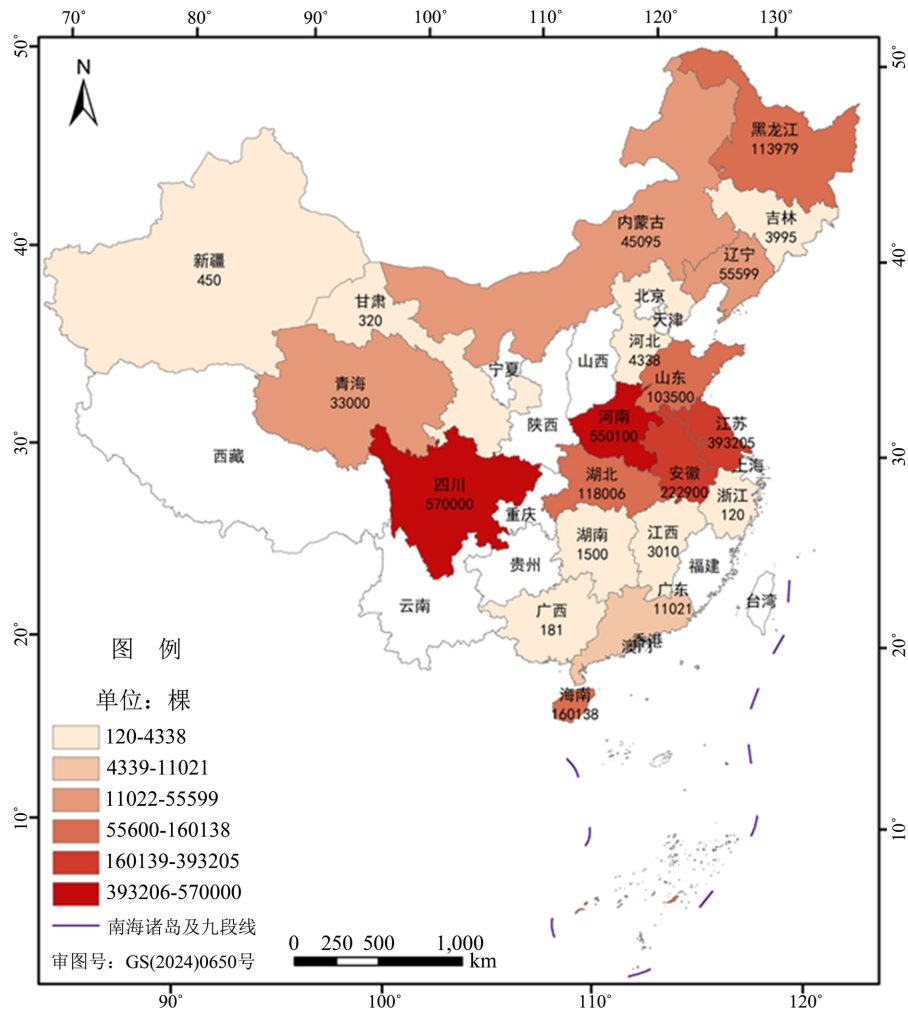 70° 80° 90° 100° 110° 120° 130°
50° 50°
N
黑龙江
113979
吉林
3995
内蒙古
45095
辽宁
55599
40° 40°
新疆
450
甘肃
320
北京
天津
河北
4338
宁夏
山西
山东
103500
青海
33000
陕西
河南
550100
江苏
393205
30° 30°
西藏
四川
570000
湖北
118006
安徽
222900
上海
浙江
120
重庆
湖南
1500
江西
3010
贵州
福建
云南
广西
181
广东
11021
台湾
20° 20°
香港
澳门
海南
160138
图 例
单位：棵
120-4338
4339-11021
11022-55599
55600-160138
160139-393205
393206-570000
南海诸岛及九段线
审图号：GS(2024)0650号
10° 10°
0 250 500 1,000
km
90° 100° 110° 120°